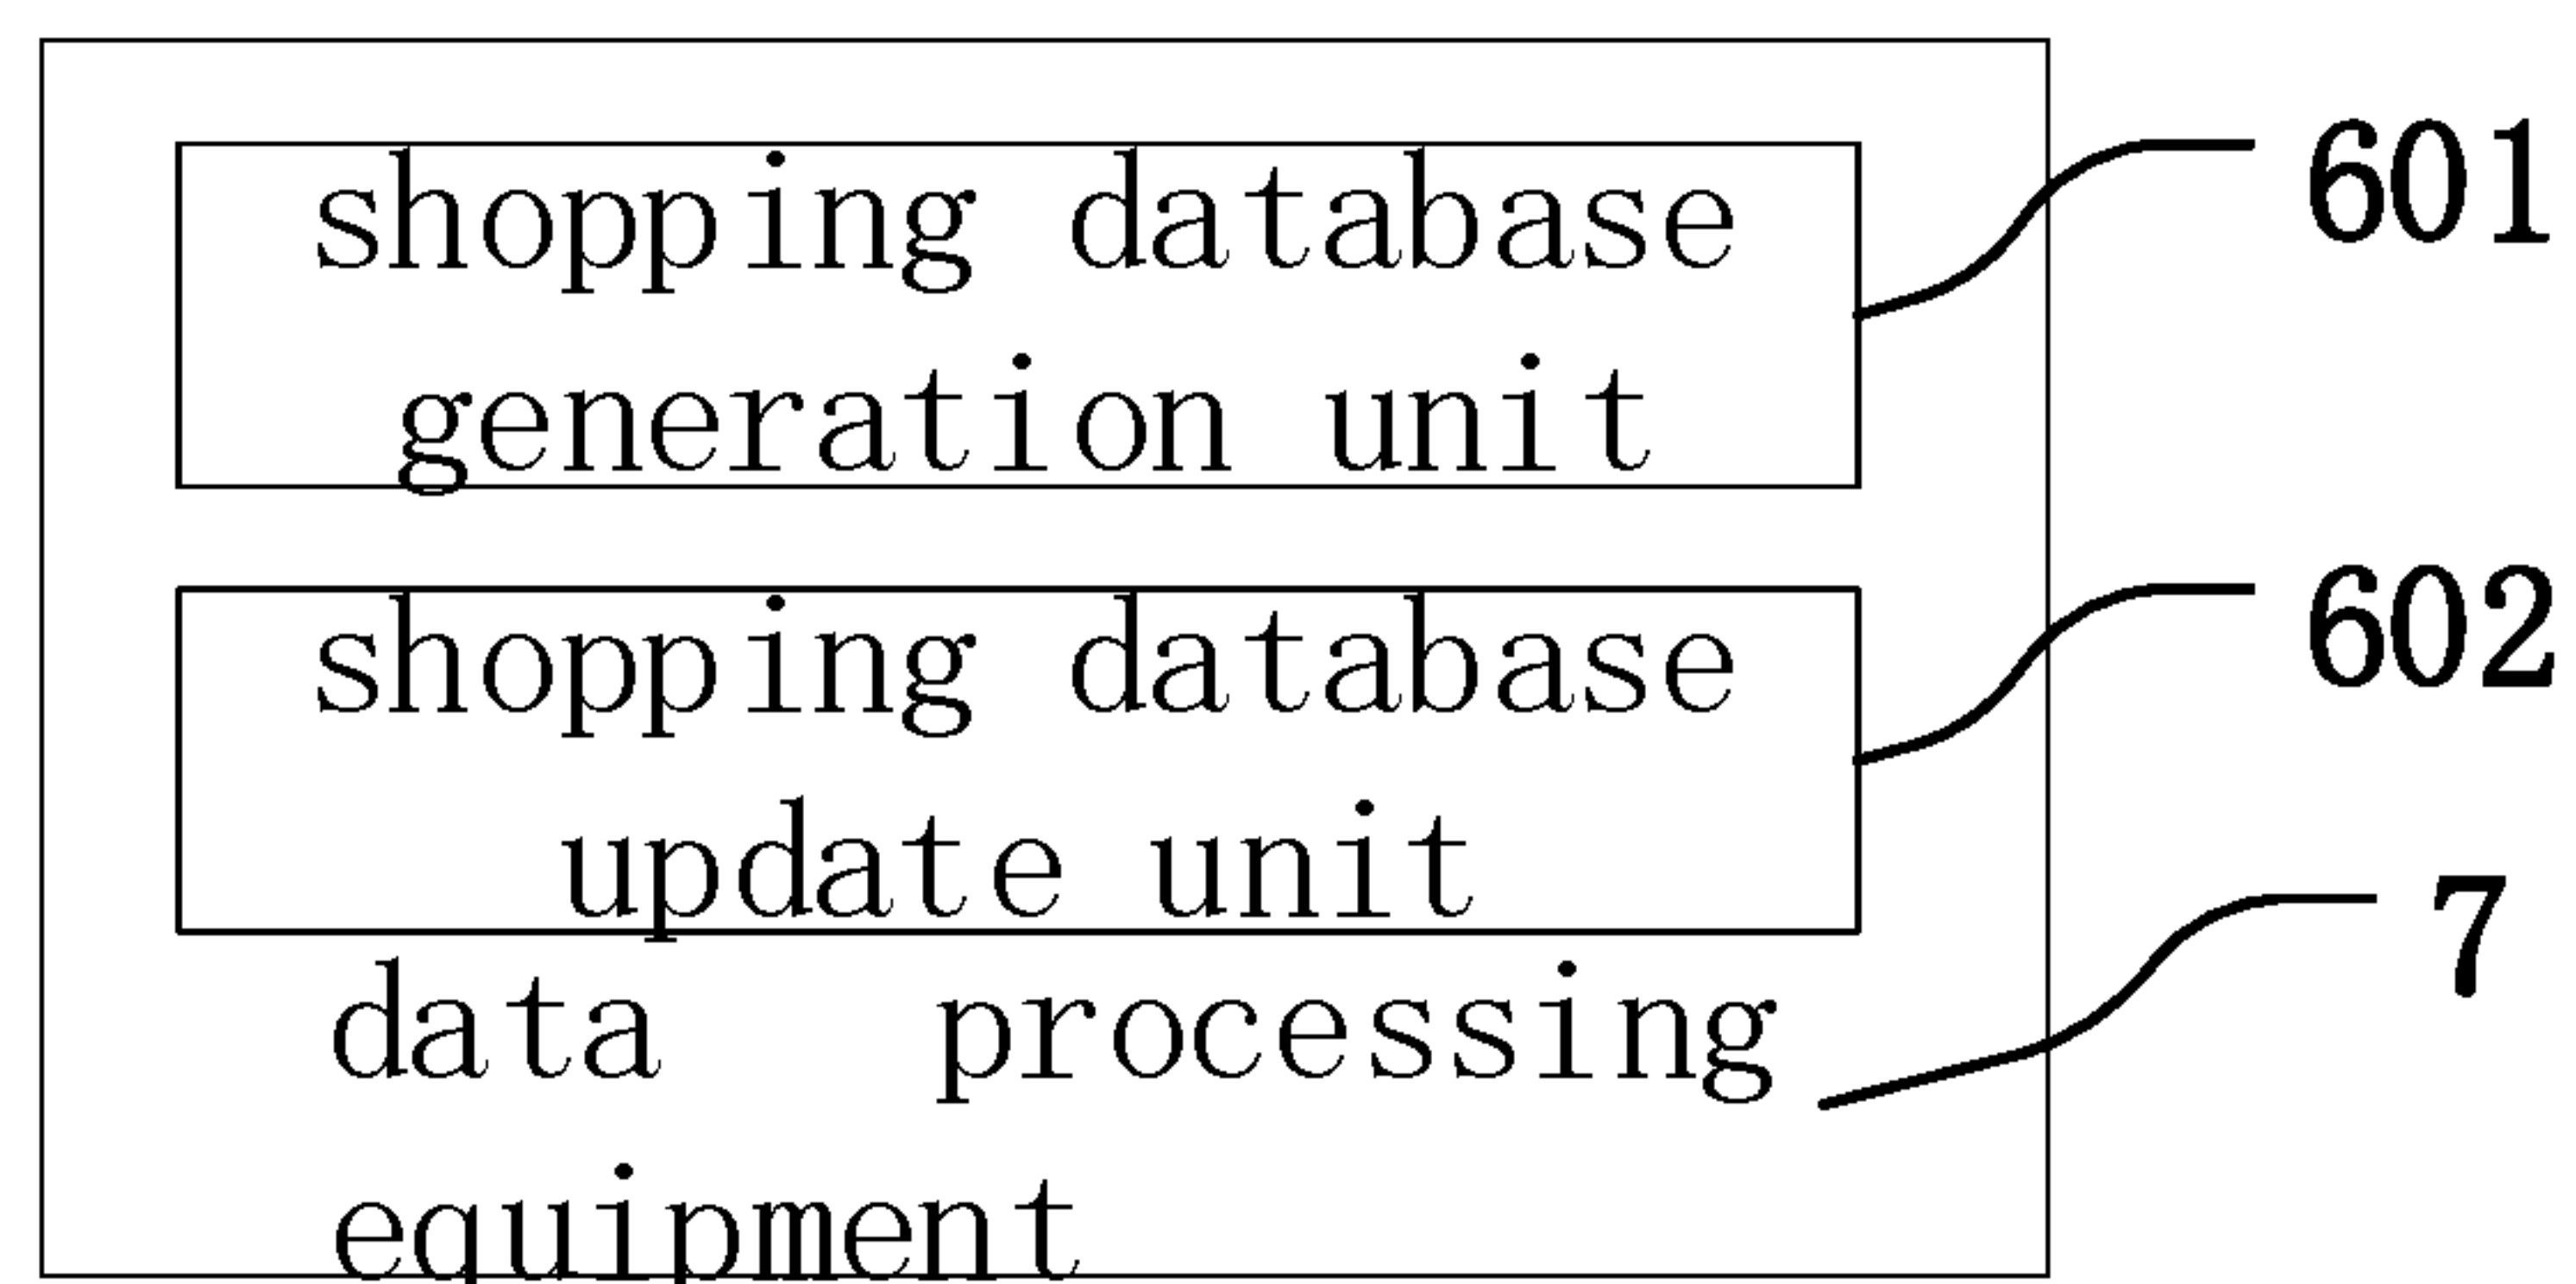 shopping database
generation unit
601
shopping database
update unit
602
data processing
equipment
7